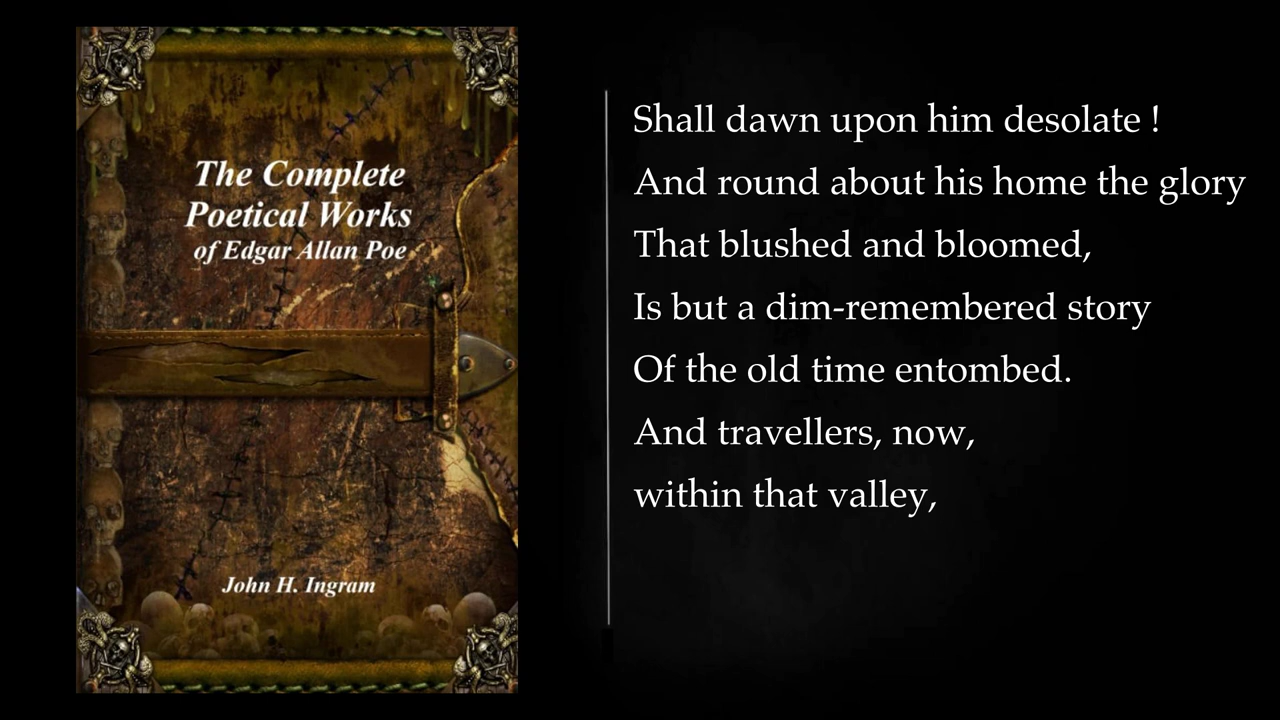 The Complete
Poetical Works
of Edgar Allan Poe
John H. Ingram
Shall dawn upon him desolate !
And round about his home the glory
That blushed and bloomed,
Is but a dim-remembered story
Of the old time entombed.
And travellers, now,
within that valley,